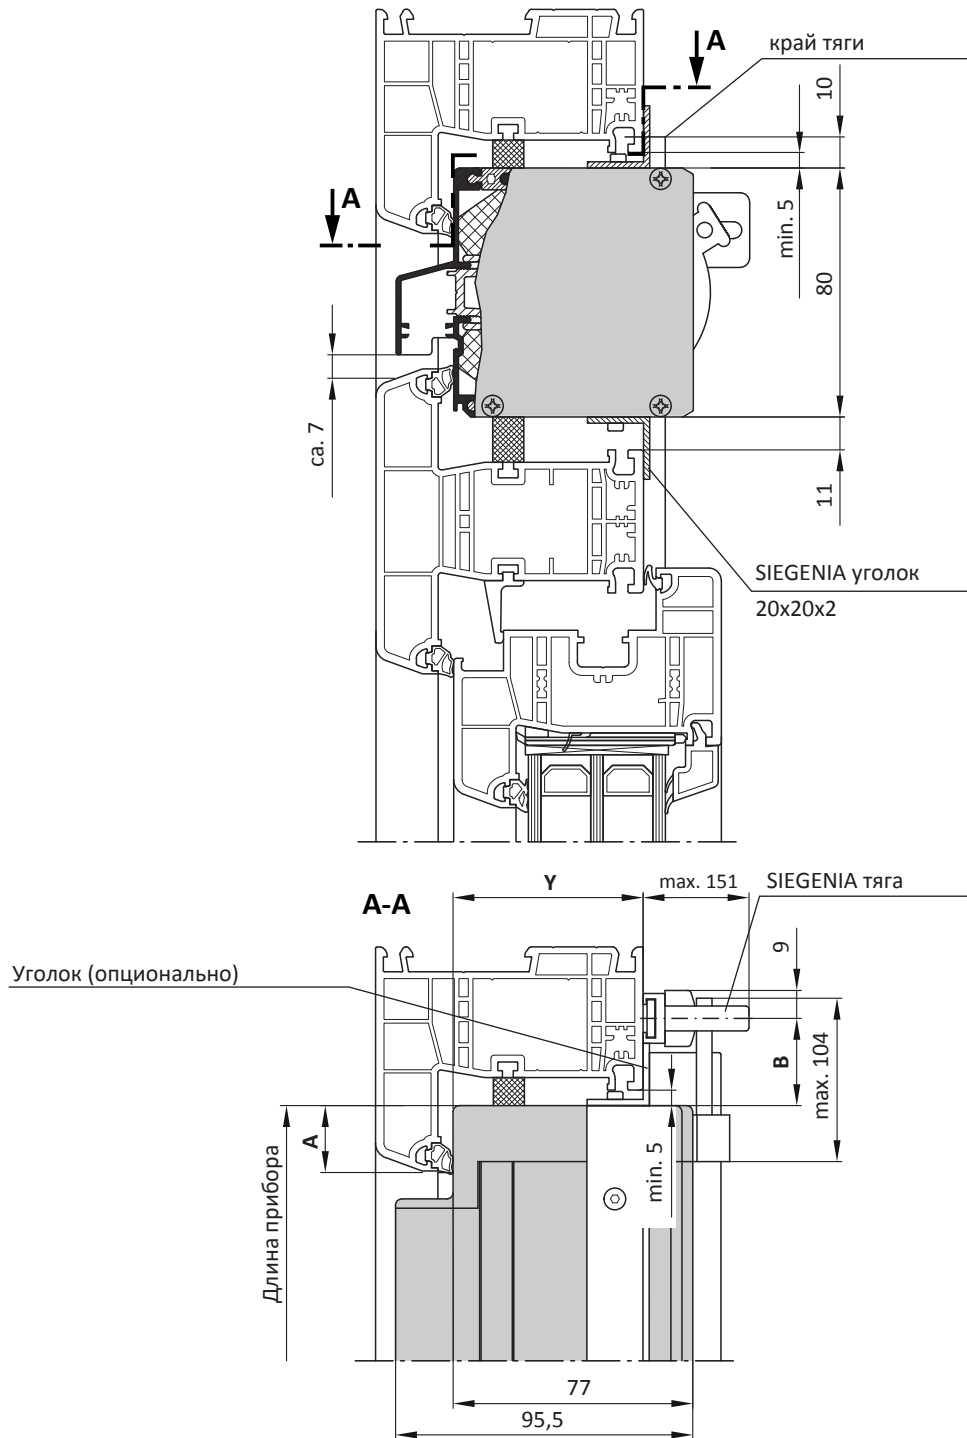 A
край тяги
10
A
min. 5
80
ca. 7
11
SIEGENIA уголок
20x20x2
Y
max. 151
SIEGENIA тяга
A-A
9
Уголок (опционально)
B
max. 104
A
min. 5
Длина прибора
77
95,5